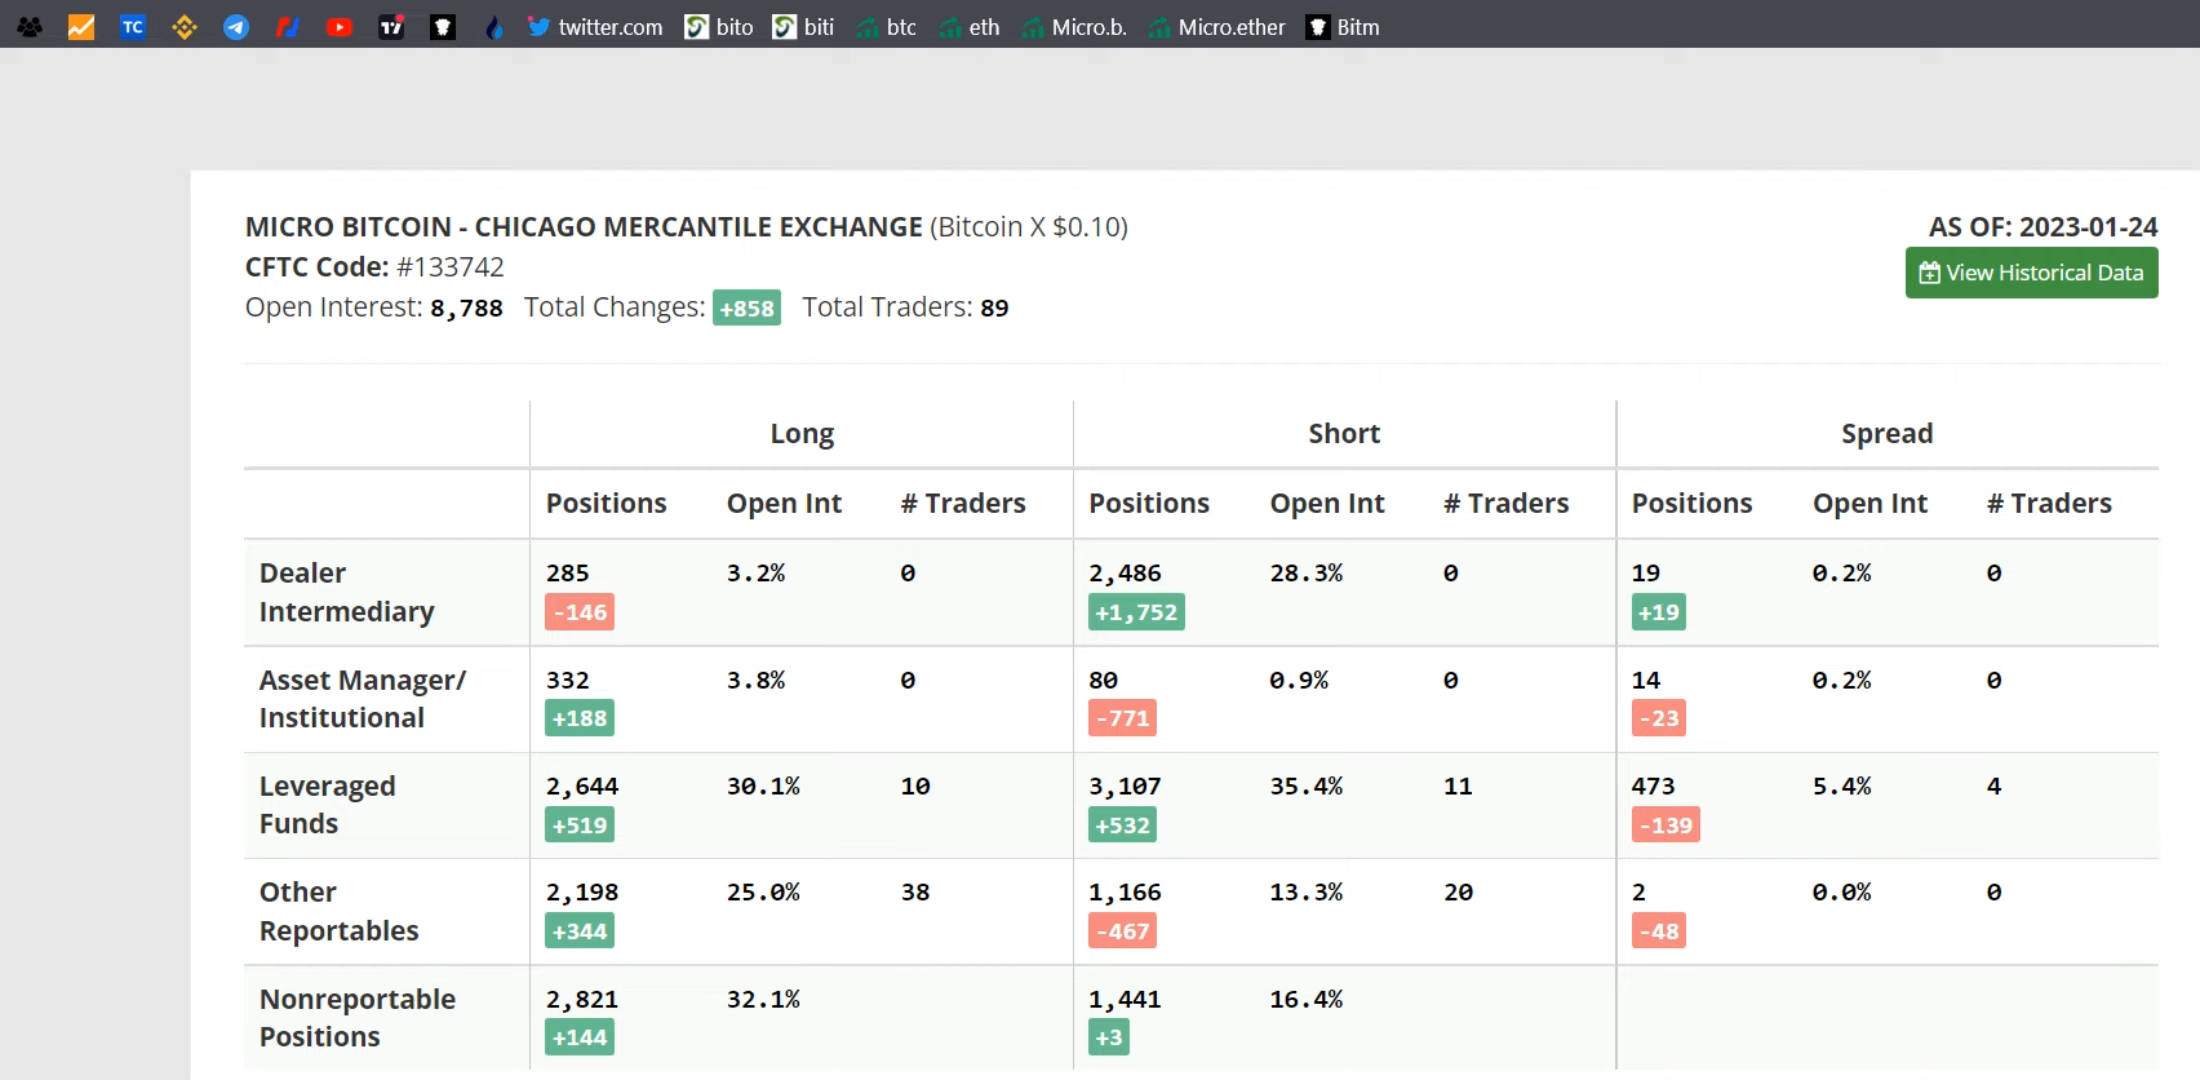 TC 17 twitter.com bito biti btc eth Micro.b. Micro.ether Bitm
MICRO BITCOIN - CHICAGO MERCANTILE EXCHANGE (Bitcoin X $0.10)
AS OF: 2023-01-24
CFTC Code: #133742
View Historical Data
Open Interest: 8,788 Total Changes: +858 Total Traders: 89
Long Short Spread
Positions Open Int # Traders Positions Open Int # Traders Positions Open Int # Traders
Dealer 285 3.2% 0 2,486 28.3% 0 19 0.2% 0
Intermediary -146 +1,752 +19
Asset Manager/ 332 3.8% 0 80 0.9% 0 14 0.2% 0
Institutional +188 -771 -23
Leveraged 2,644 30.1% 10 3,107 35.4% 11 473 5.4% 4
Funds +519 +532 -139
Other 2,198 25.0% 38 1,166 13.3% 20 2 0.0% 0
Reportables +344 -467 -48
Nonreportable 2,821 32.1% 1,441 16.4%
Positions +144 +3